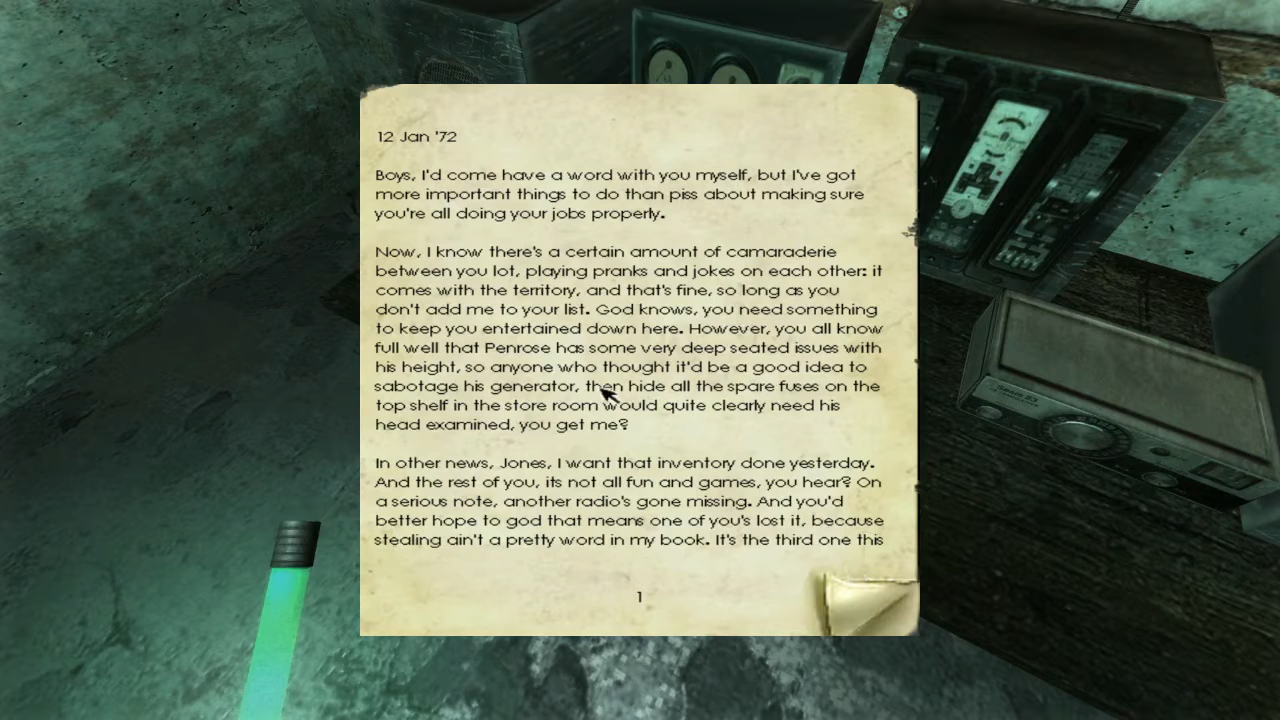 12 Jan '72
Boys, I'd come have a word with you myself, but I've got
more important things to do than piss about making sure
you're all doing your jobs properly.
Now, I know there's a certain amount of camaraderie
between you lot, playing pranks and jokes on each other: it
comes with the territory, and that's fine, so long as you
don't add me to your list. God knows, you need something
to keep you entertained down here. However, you all know
full well that Penrose has some very deep seated issues with
his height, so anyone who thought it'd be a good idea to
sabotage his generator, then hide all the spare fuses on the
top shelf in the store room would quite clearly need his
head examined, you get me?
In other news, Jones, I want that inventory done yesterday.
And the rest of you, its not all fun and games, you hear? On
a serious note, another radio's gone missing. And you'd
better hope to god that means one of you's lost it, because
stealing ain't a pretty word in my book. It's the third one this
1